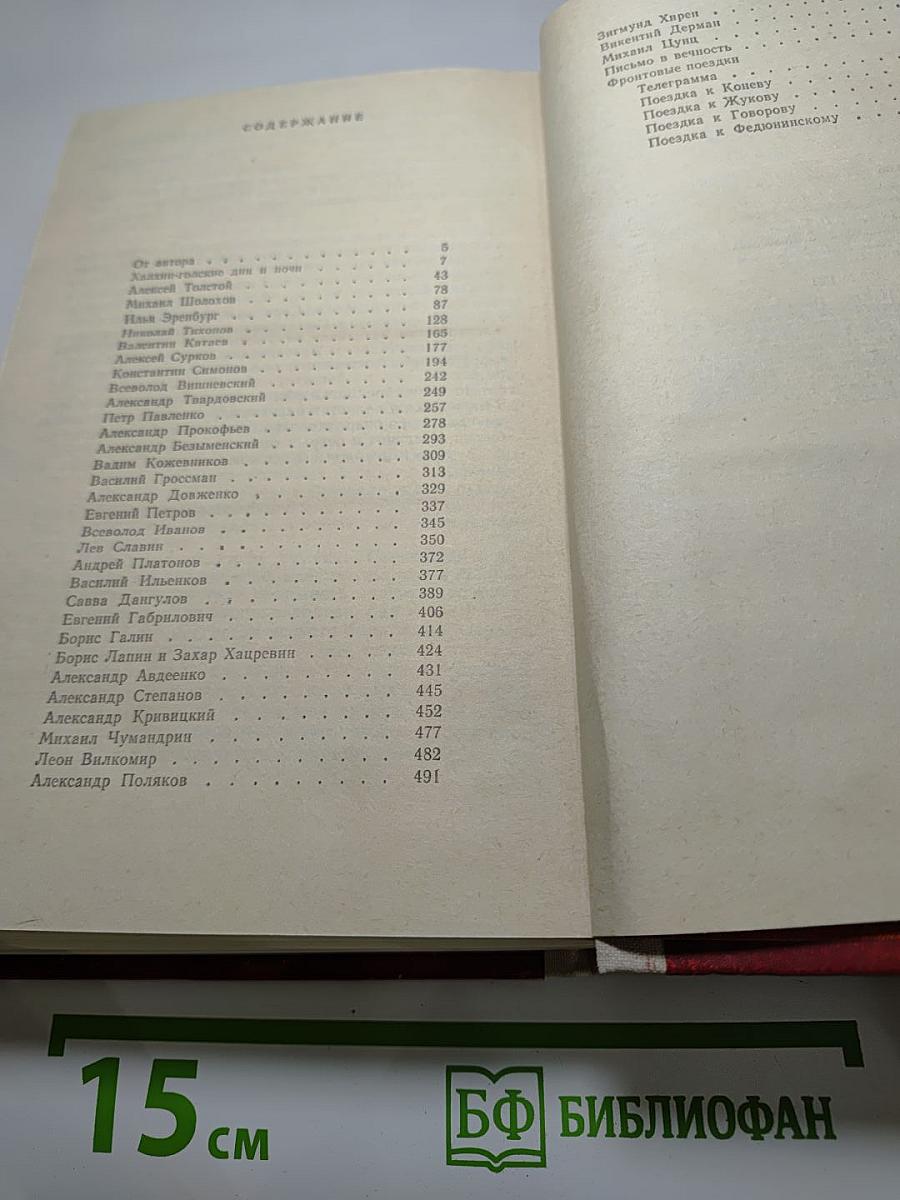 СОДЕРЖАНИЕ
От автора . . . . . . . . . . . . . 5
Халхин-голские дни и ночи . . . . . . 7
Алексей Толстой . . . . . . . . . . 43
Михаил Шолохов . . . . . . . . . . 78
Илья Эренбург . . . . . . . . . . 87
Николай Тихонов . . . . . . . . . . 128
Валентин Катаев . . . . . . . . . . 165
Алексей Сурков . . . . . . . . . . 177
Константин Симонов . . . . . . . . . 194
Всеволод Вишневский . . . . . . . . . 242
Александр Твардовский . . . . . . . . 249
Петр Павленко . . . . . . . . . . 257
Александр Прокофьев . . . . . . . . . 278
Александр Безыменский . . . . . . . . 293
Вадим Кожевников . . . . . . . . . 309
Василий Гроссман . . . . . . . . . 313
Александр Довженко . . . . . . . . . 329
Евгений Петров . . . . . . . . . . 337
Всеволод Иванов . . . . . . . . . . 345
Лев Славин . . . . . . . . . . . 350
Андрей Платонов . . . . . . . . . . 372
Василий Ильенков . . . . . . . . . 377
Савва Дангулов . . . . . . . . . . 389
Евгений Габрилович . . . . . . . . . 406
Борис Галин . . . . . . . . . . . 414
Борис Лапин и Захар Хацревин . . . . . 424
Александр Авдеенко . . . . . . . . . 431
Александр Степанов . . . . . . . . . 445
Александр Кривицкий . . . . . . . . 452
Михаил Чумандрин . . . . . . . . . 477
Леон Вилкомир . . . . . . . . . . 482
Александр Поляков . . . . . . . . . 491
Зигмунд Хирен
Викентий Дерман
Михаил Цунц
Письмо в вечность
Фронтовые поездки
Телеграмма
Поездка к Коневу
Поездка к Жукову
Поездка к Говорову
Поездка к Федюнинскому
15 см
БФ БИБЛИОФАН